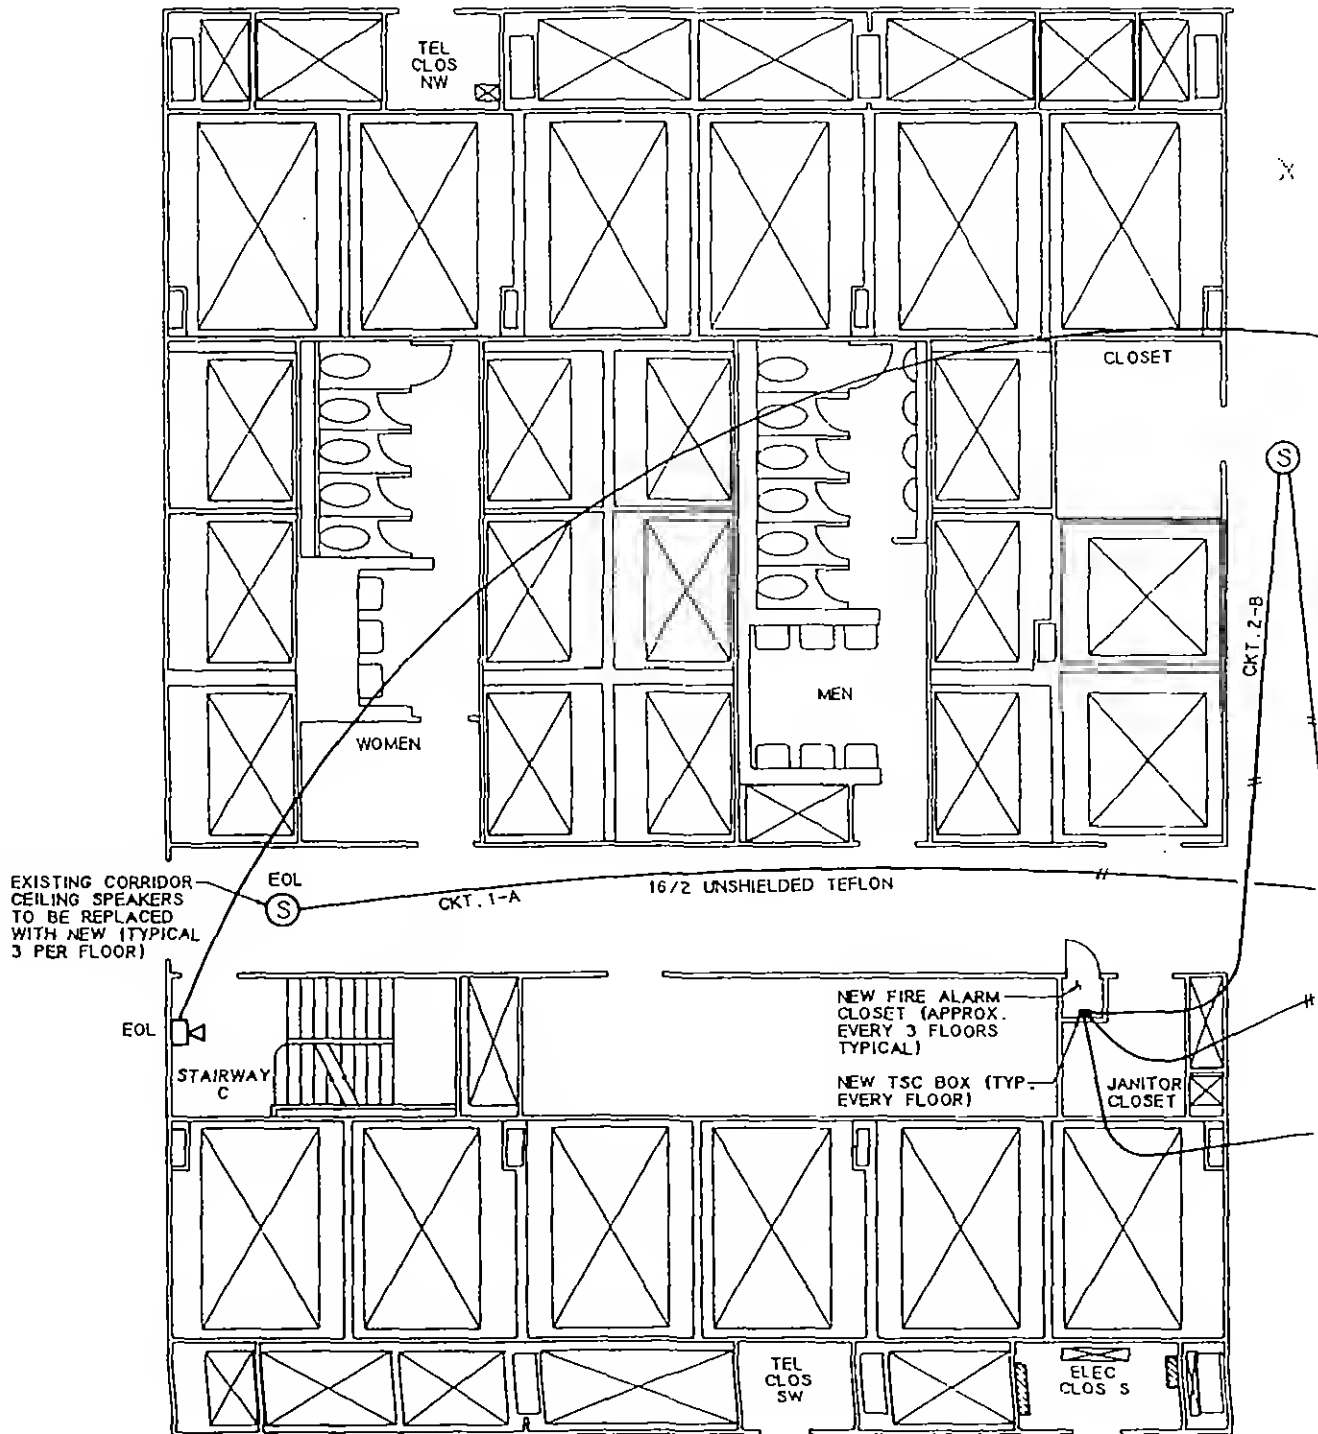 TEL
CLOS
NW
CLOSET
S
CKT. 2-B
MEN
WOMEN
EXISTING CORRIDOR
CEILING SPEAKERS
TO BE REPLACED
WITH NEW (TYPICAL
3 PER FLOOR)
EOL
S
CKT. 1-A
16/2 UNSHIELDED TEFLON
EOL
STAIRWAY
C
NEW FIRE ALARM
CLOSET (APPROX.
EVERY 3 FLOORS
TYPICAL)
NEW TSC BOX (TYP.
EVERY FLOOR)
JANITOR
CLOSET
TEL
CLOS
SW
ELEC
CLOS S